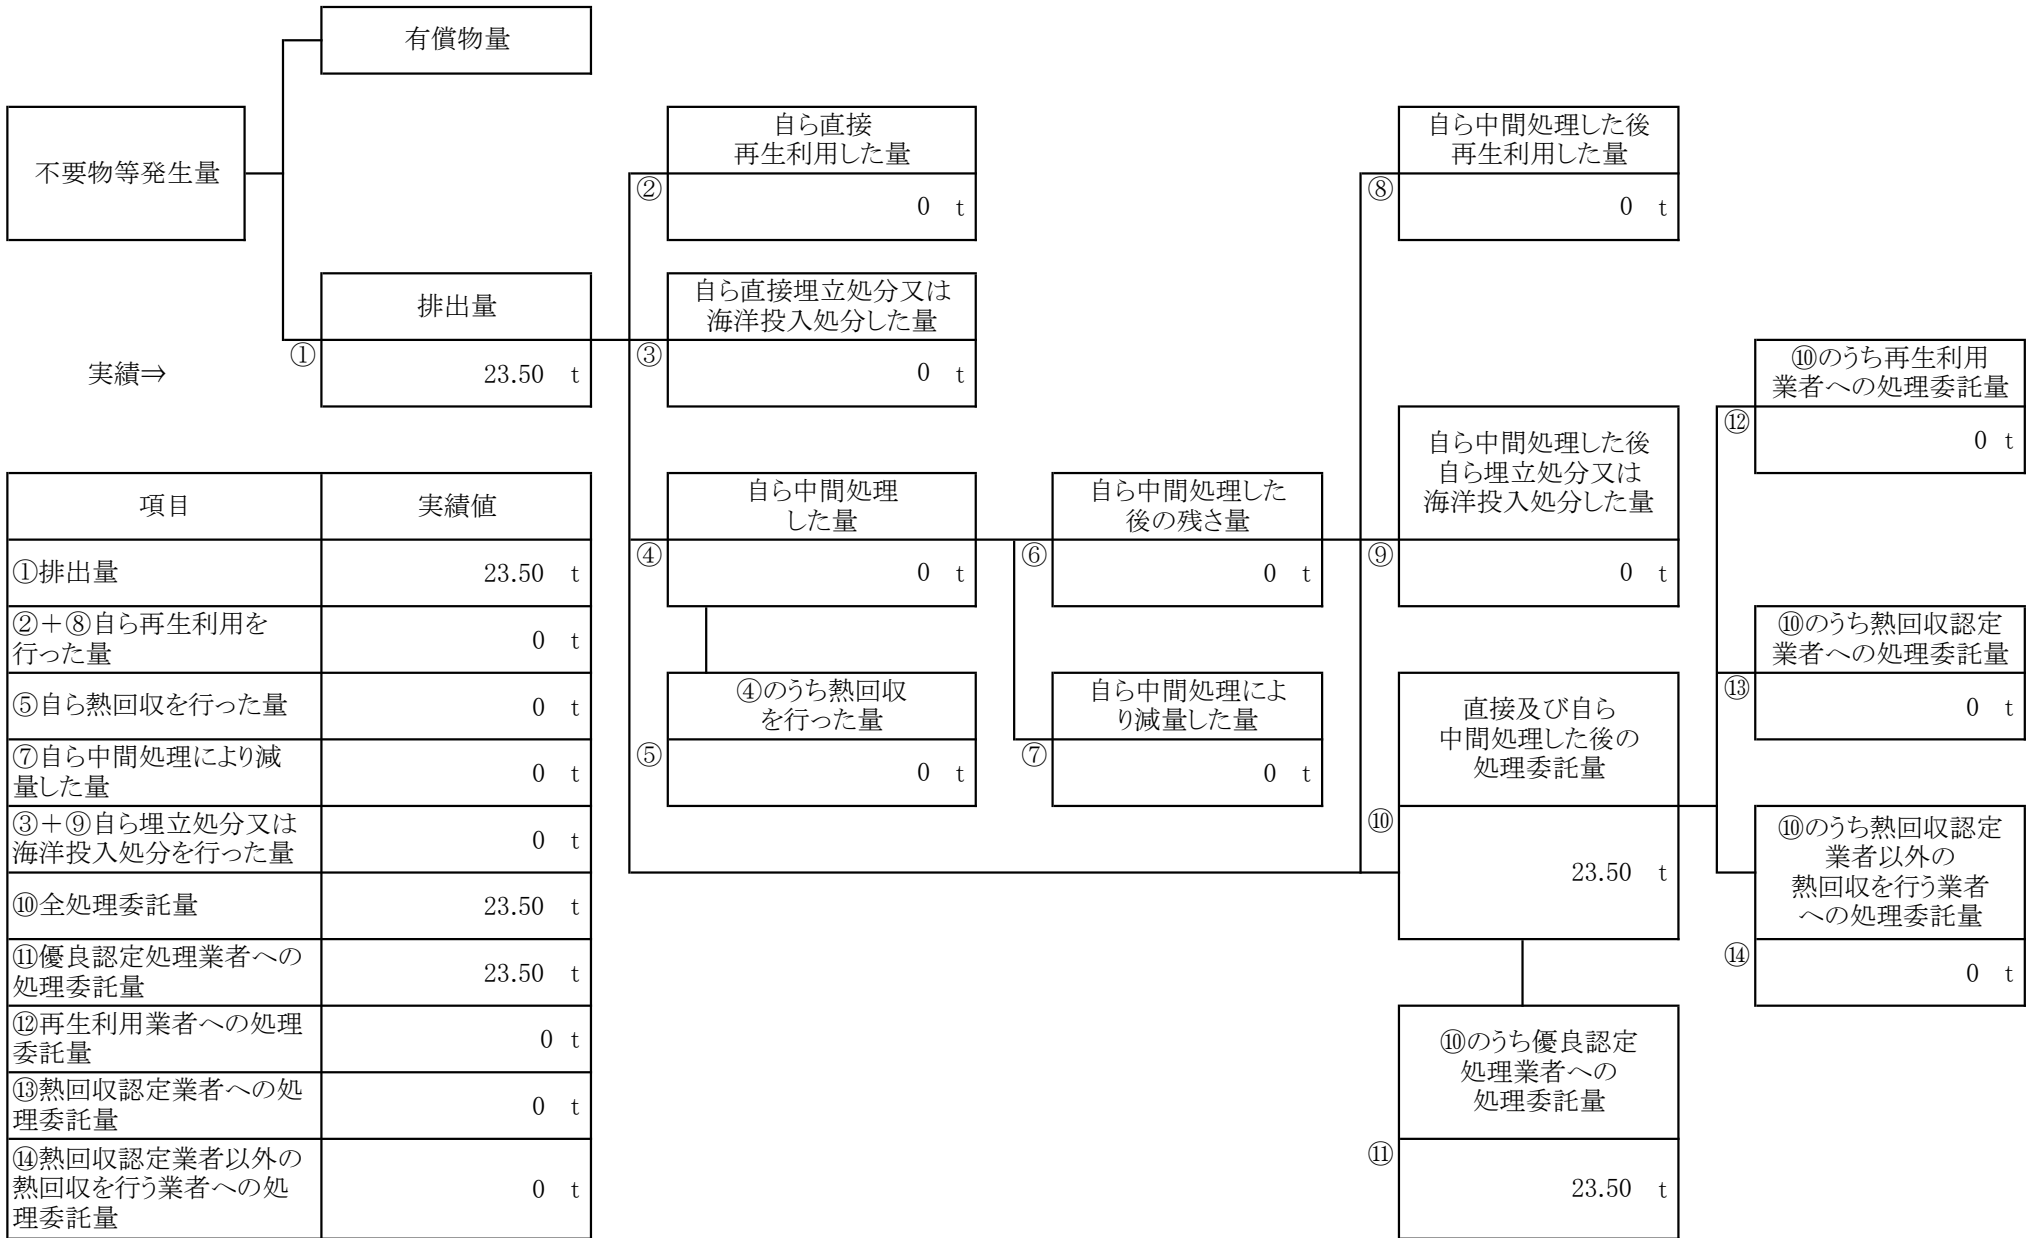 有償物量
不要物等発生量
排出量
①
23.50 t
実績⇒
自ら直接
再生利用した量
②
0 t
自ら直接埋立処分又は
海洋投入処分した量
③
0 t
自ら中間処理
した量
④
0 t
④のうち熱回収
を行った量
⑤
0 t
自ら中間処理した
後の残さ量
⑥
0 t
自ら中間処理によ
り減量した量
⑦
0 t
自ら中間処理した後
再生利用した量
⑧
0 t
自ら中間処理した後
自ら埋立処分又は
海洋投入処分した量
⑨
0 t
直接及び自ら
中間処理した後の
処理委託量
⑩
23.50 t
⑩のうち優良認定
処理業者への
処理委託量
⑪
23.50 t
⑩のうち再生利用
業者への処理委託量
⑫
0 t
⑩のうち熱回収認定
業者への処理委託量
⑬
0 t
⑩のうち熱回収認定
業者以外の
熱回収を行う業者
への処理委託量
⑭
0 t
項目 実績値
①排出量 23.50 t
②+⑧自ら再生利用を
行った量 0 t
⑤自ら熱回収を行った量 0 t
⑦自ら中間処理により減
量した量 0 t
③+⑨自ら埋立処分又は
海洋投入処分を行った量 0 t
⑩全処理委託量 23.50 t
⑪優良認定処理業者への
処理委託量 23.50 t
⑫再生利用業者への処理
委託量 0 t
⑬熱回収認定業者への処
理委託量 0 t
⑭熱回収認定業者以外の
熱回収を行う業者への処
理委託量 0 t